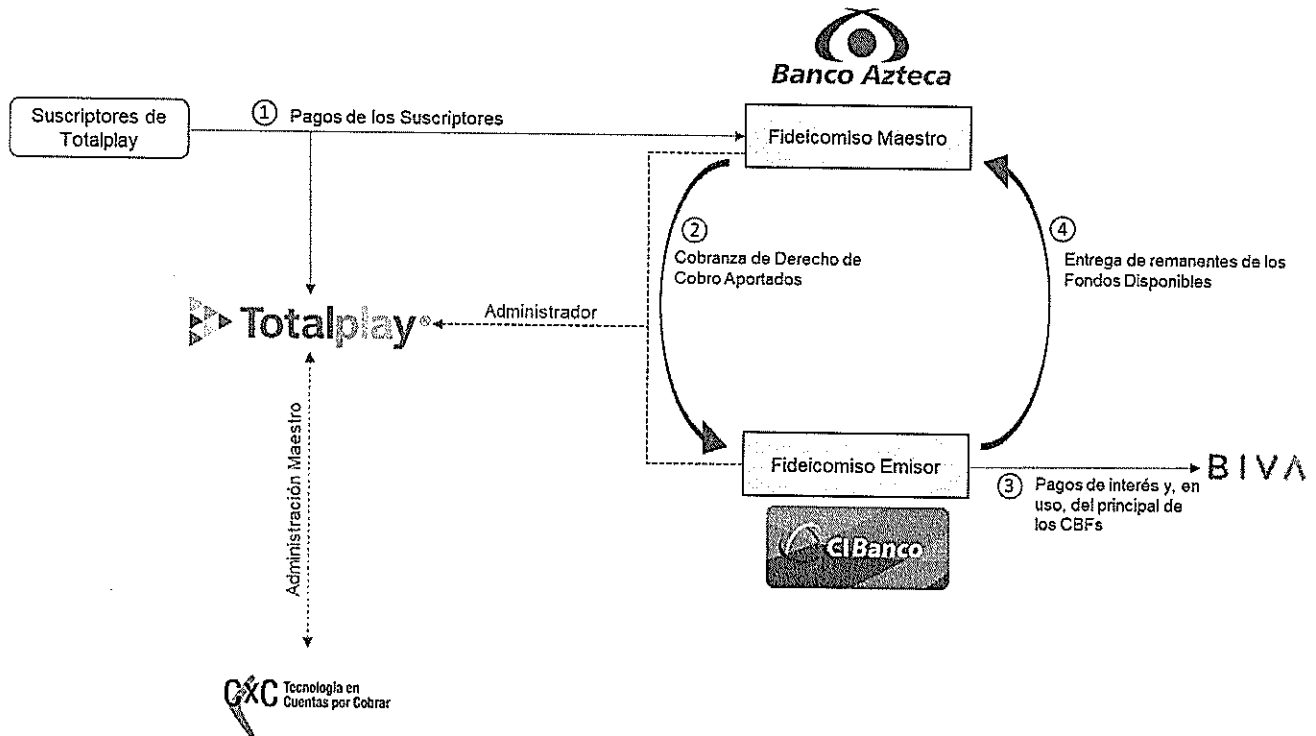 Banco Azteca
Suscriptores de
Totalplay
① Pagos de los Suscriptores
Fideicomiso Maestro
②
Cobranza de Derecho de
Cobro Aportados
④
Entrega de remanentes de los
Fondos Disponibles
Totalplay®
Administrador
Administración Maestro
Fideicomiso Emisor
BIVA
③ Pagos de interés y, en
uso, del principal de
los CBFs
CIBanco
CXC Tecnología en
Cuentas por Cobrar